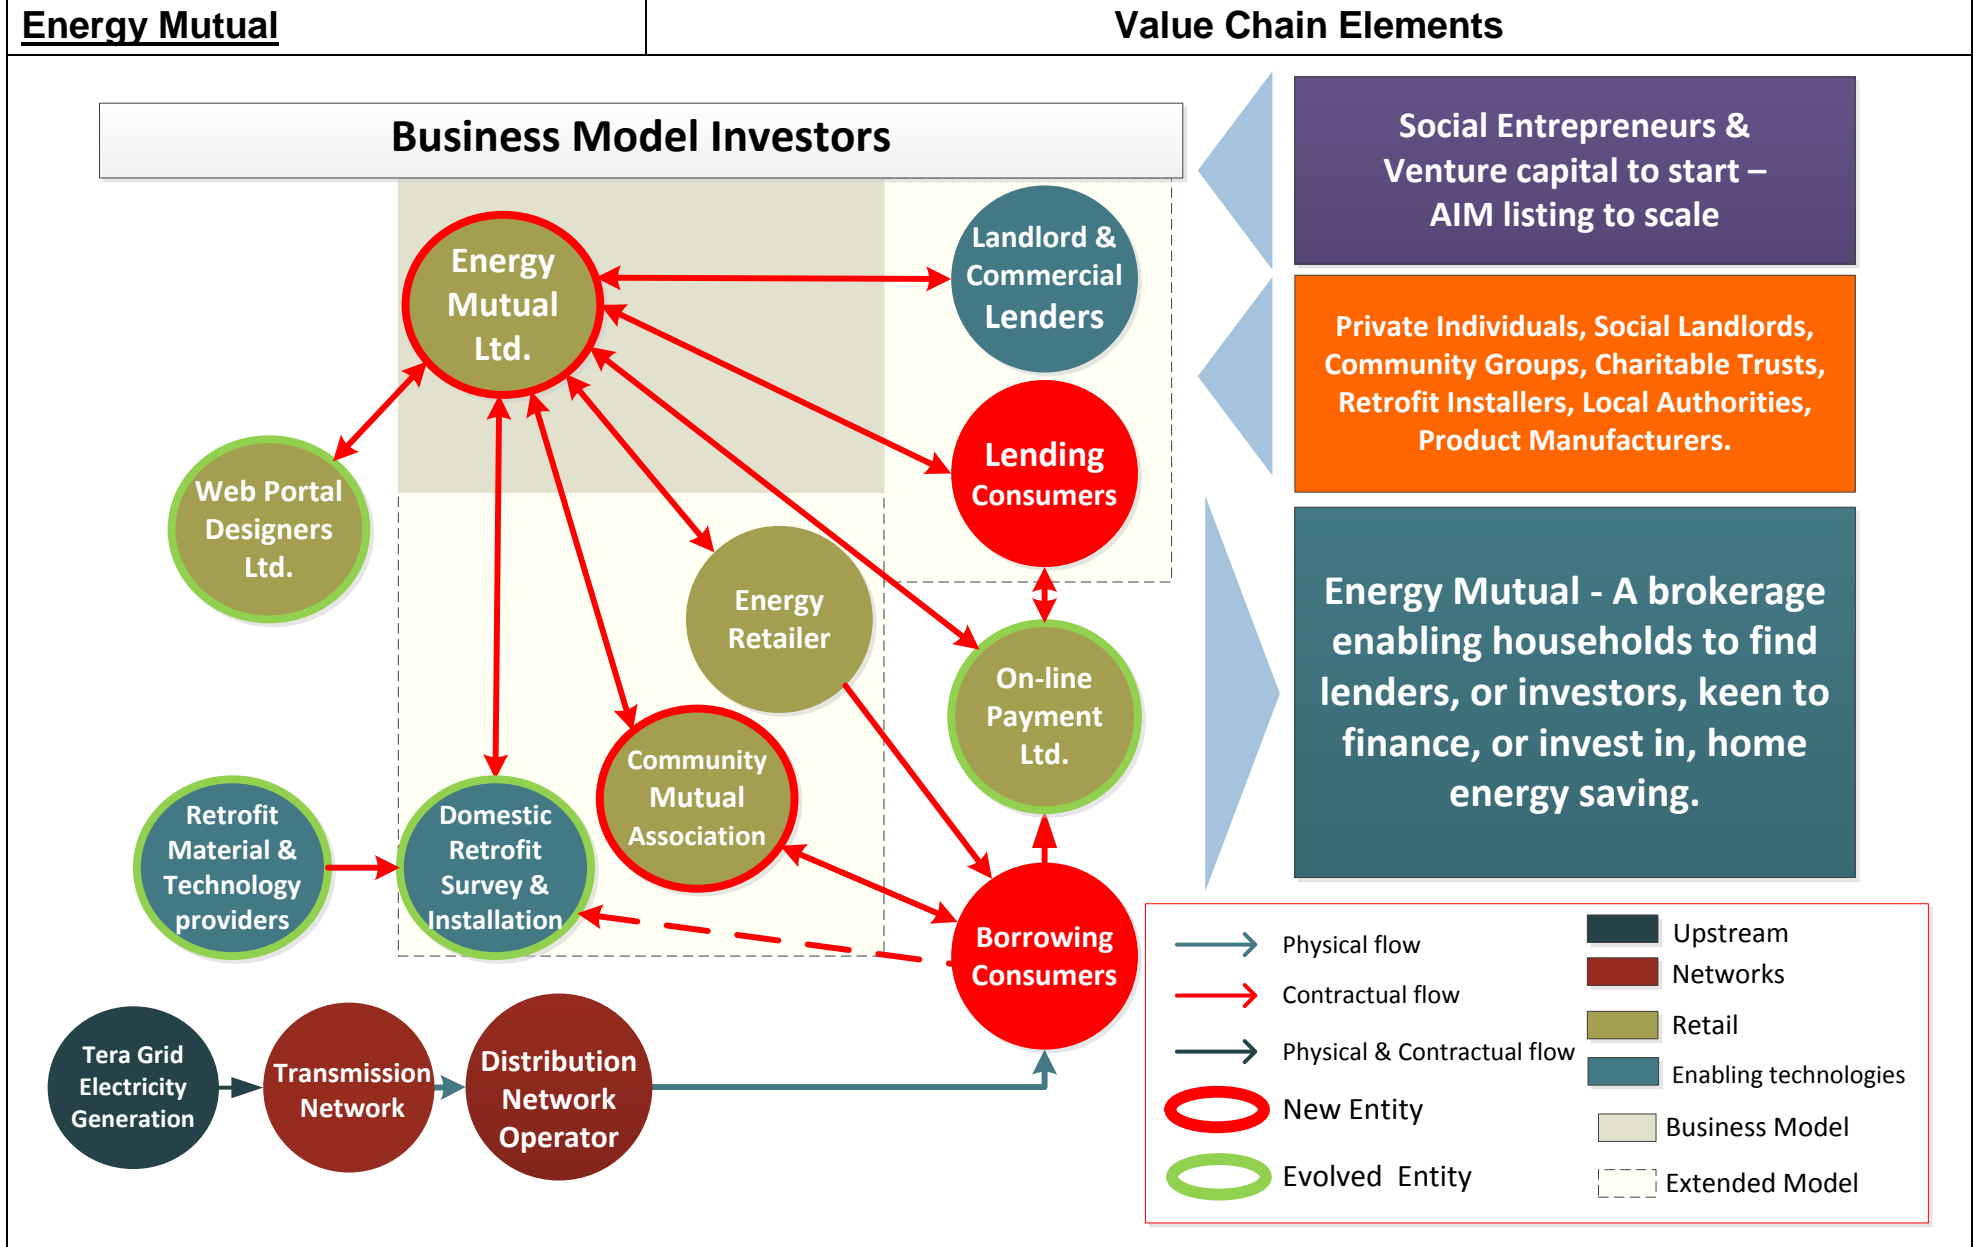 Energy Mutual
Value Chain Elements
Business Model Investors
Social Entrepreneurs &
Venture capital to start –
AIM listing to scale
Energy
Mutual
Ltd.
Landlord &
Commercial
Lenders
Private Individuals, Social Landlords,
Community Groups, Charitable Trusts,
Retrofit Installers, Local Authorities,
Product Manufacturers.
Lending
Consumers
Web Portal
Designers
Ltd.
Energy
Retailer
On-line
Payment
Ltd.
Energy Mutual - A brokerage
enabling households to find
lenders, or investors, keen to
finance, or invest in, home
energy saving.
Community
Mutual
Association
Retrofit
Material &
Technology
providers
Domestic
Retrofit
Survey &
Installation
Borrowing
Consumers
Tera Grid
Electricity
Generation
Transmission
Network
Distribution
Network
Operator
Physical flow
Contractual flow
Physical & Contractual flow
New Entity
Evolved Entity
Upstream
Networks
Retail
Enabling technologies
Business Model
Extended Model